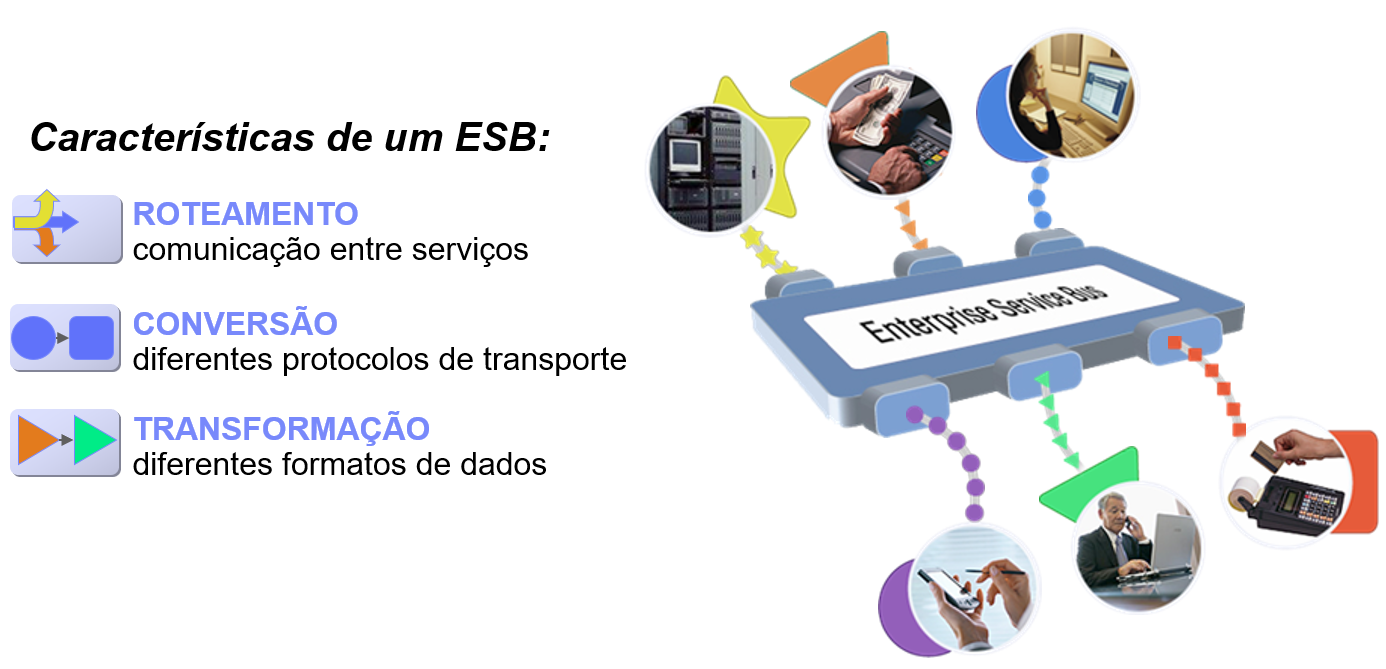 Características de um ESB:
ROTEAMENTO
comunicação entre serviços
CONVERSÃO
diferentes protocolos de transporte
TRANSFORMAÇÃO
diferentes formatos de dados
Enterprise Service Bus